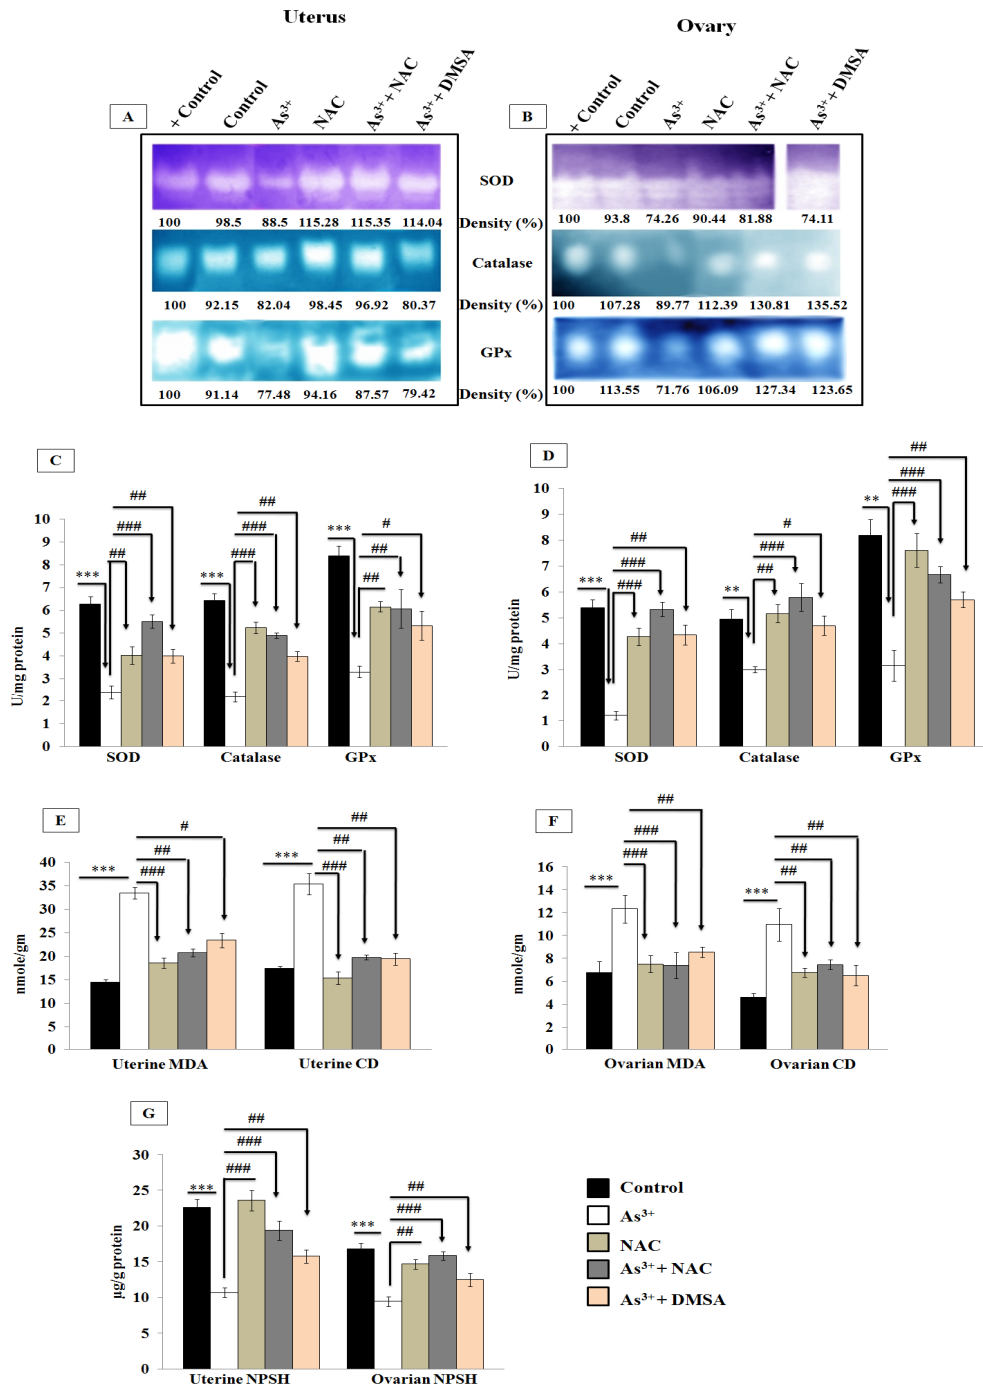 Uterus
Ovary
A
+ Control
Control
As³⁺
NAC
As³⁺+ NAC
As³⁺+ DMSA
B
+ Control
Control
As³⁺
NAC
As³⁺+ NAC
As³⁺+ DMSA
SOD
100 98.5 88.5 115.28 115.35 114.04 Density (%) 100 93.8 74.26 90.44 81.88 74.11
Catalase
100 92.15 82.04 98.45 96.92 80.37 Density (%) 100 107.28 89.77 112.39 130.81 135.52
GPx
100 91.14 77.48 94.16 87.57 79.42 Density (%) 100 113.55 71.76 106.09 127.34 123.65
C
U/mg protein
10
9
8
7
6
5
4
3
2
1
0
***
##
###
##
***
###
###
##
***
##
##
#
SOD Catalase GPx
D
U/mg protein
10
9
8
7
6
5
4
3
2
1
0
***
###
###
##
**
##
###
#
**
###
###
##
SOD Catalase GPx
E
nmole/gm
40
35
30
25
20
15
10
5
0
***
###
##
#
***
###
##
##
Uterine MDA Uterine CD
F
nmole/gm
16
14
12
10
8
6
4
2
0
***
###
###
##
***
##
##
##
Ovarian MDA Ovarian CD
G
µg/g protein
30
25
20
15
10
5
0
***
###
###
##
***
##
###
##
Uterine NPSH Ovarian NPSH
Control
As³⁺
NAC
As³⁺+ NAC
As³⁺+ DMSA